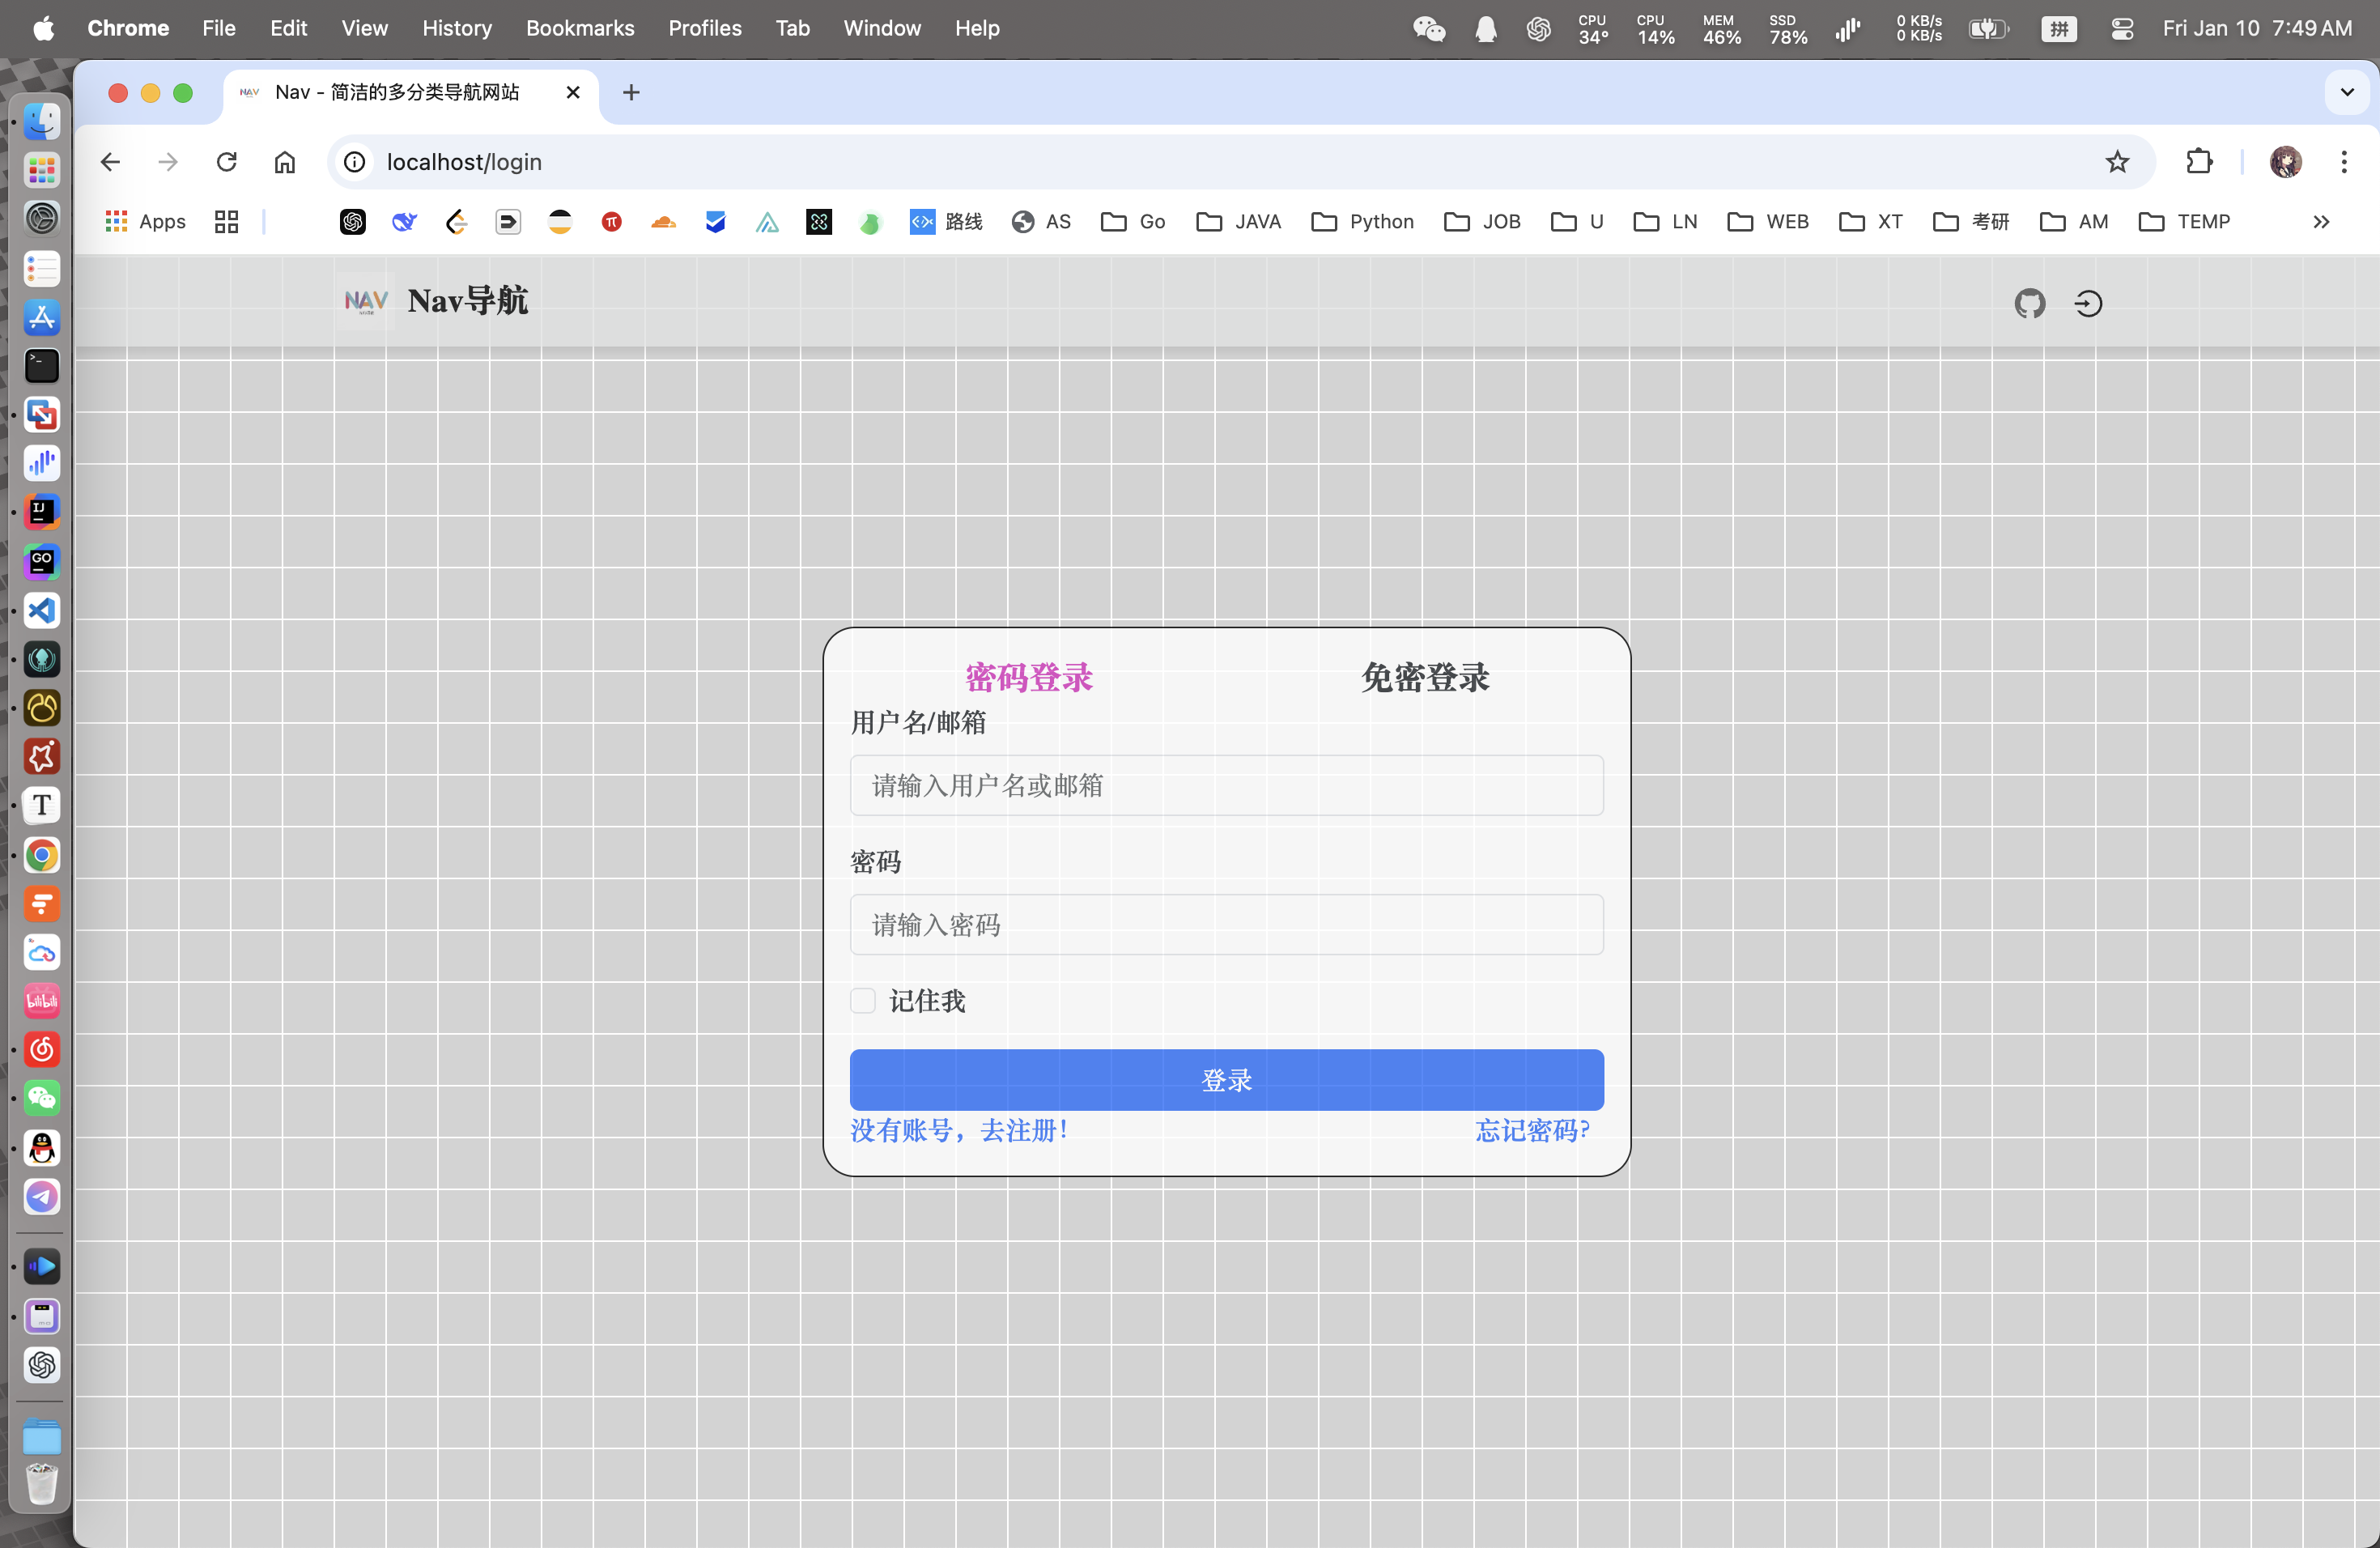 Chrome File Edit View History Bookmarks Profiles Tab Window Help CPU 34° CPU 14% MEM 46% SSD 78% 0 KB/s 0 KB/s 拼 Fri Jan 10 7:49 AM
NAV Nav - 简洁的多分类导航网站
localhost/login
Apps 路线 AS Go JAVA Python JOB U LN WEB XT 考研 AM TEMP
NAV Nav导航
密码登录 免密登录
用户名/邮箱
请输入用户名或邮箱
密码
请输入密码
记住我
登录
没有账号，去注册！ 忘记密码?
>_
IJ
GO
T
bilibili